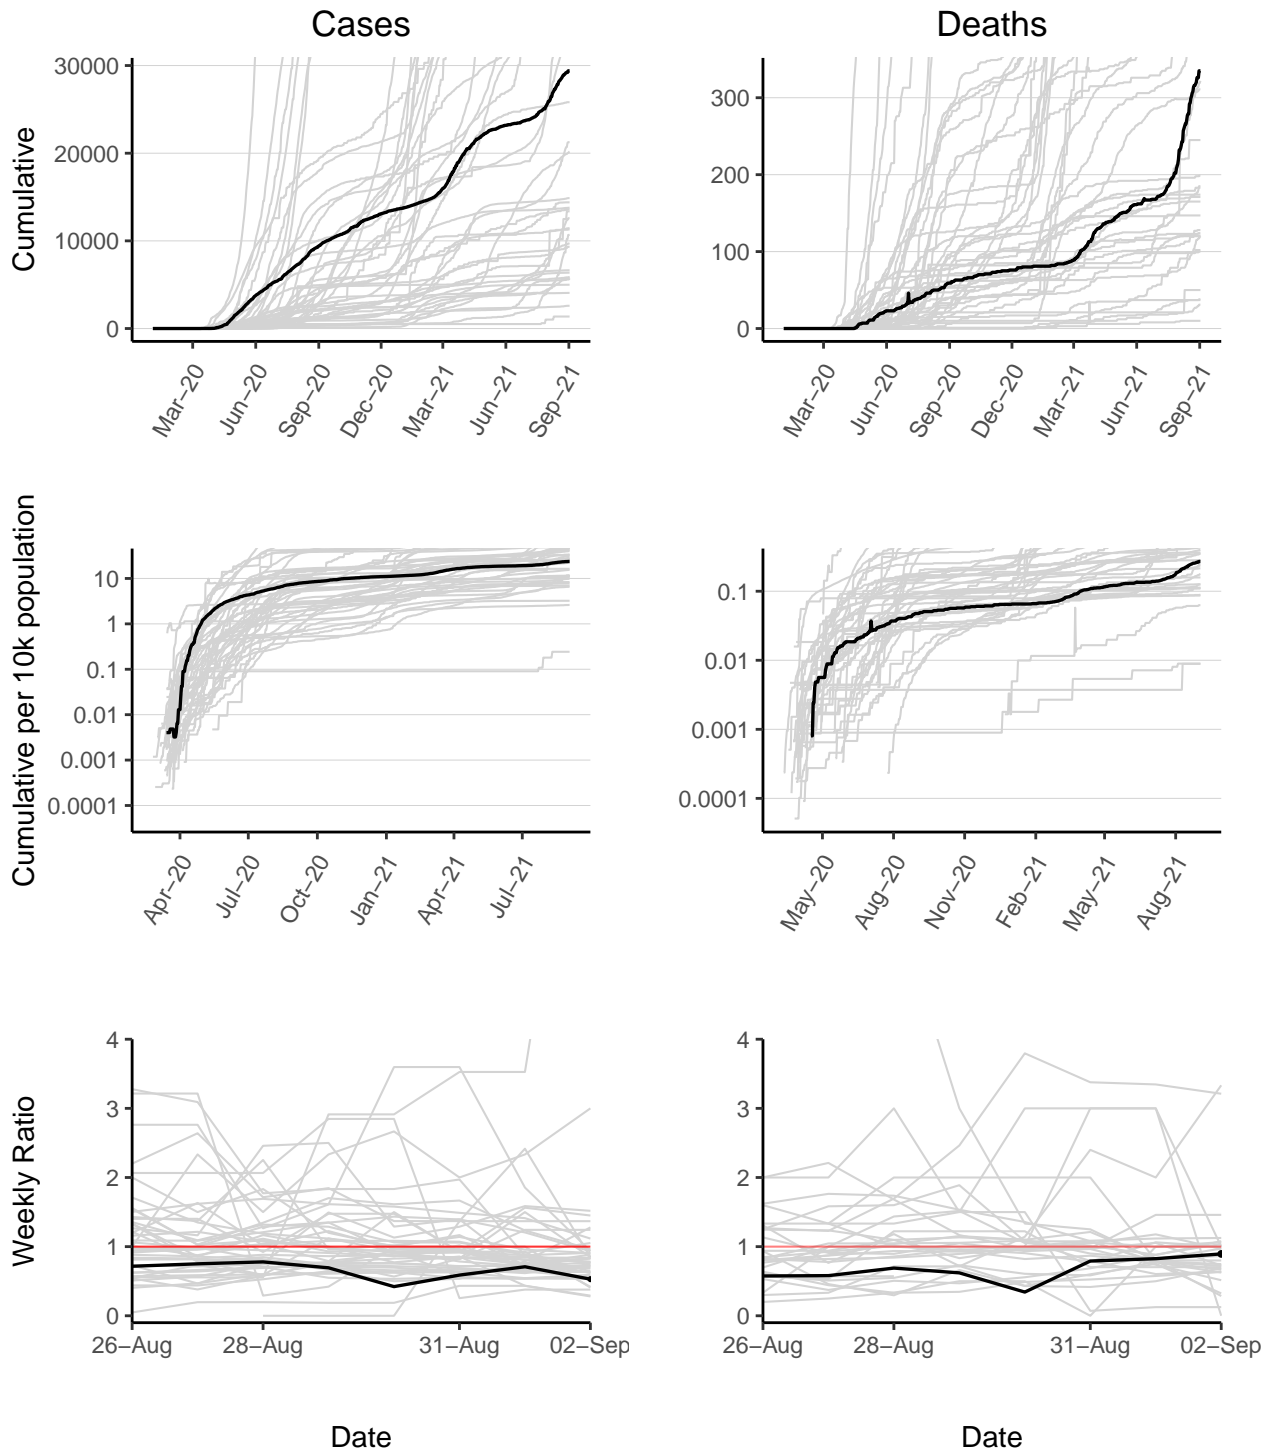 Cases
Deaths
Cumulative
30000
20000
10000
0
Mar−20
Jun−20
Sep−20
Dec−20
Mar−21
Jun−21
Sep−21
300
200
100
0
Mar−20
Jun−20
Sep−20
Dec−20
Mar−21
Jun−21
Sep−21
Cumulative per 10k population
10
1
0.1
0.01
0.001
0.0001
Apr−20
Jul−20
Oct−20
Jan−21
Apr−21
Jul−21
0.1
0.01
0.001
0.0001
May−20
Aug−20
Nov−20
Feb−21
May−21
Aug−21
Weekly Ratio
4
3
2
1
0
26−Aug
28−Aug
31−Aug
02−Sep
4
3
2
1
0
26−Aug
28−Aug
31−Aug
02−Sep
Date
Date